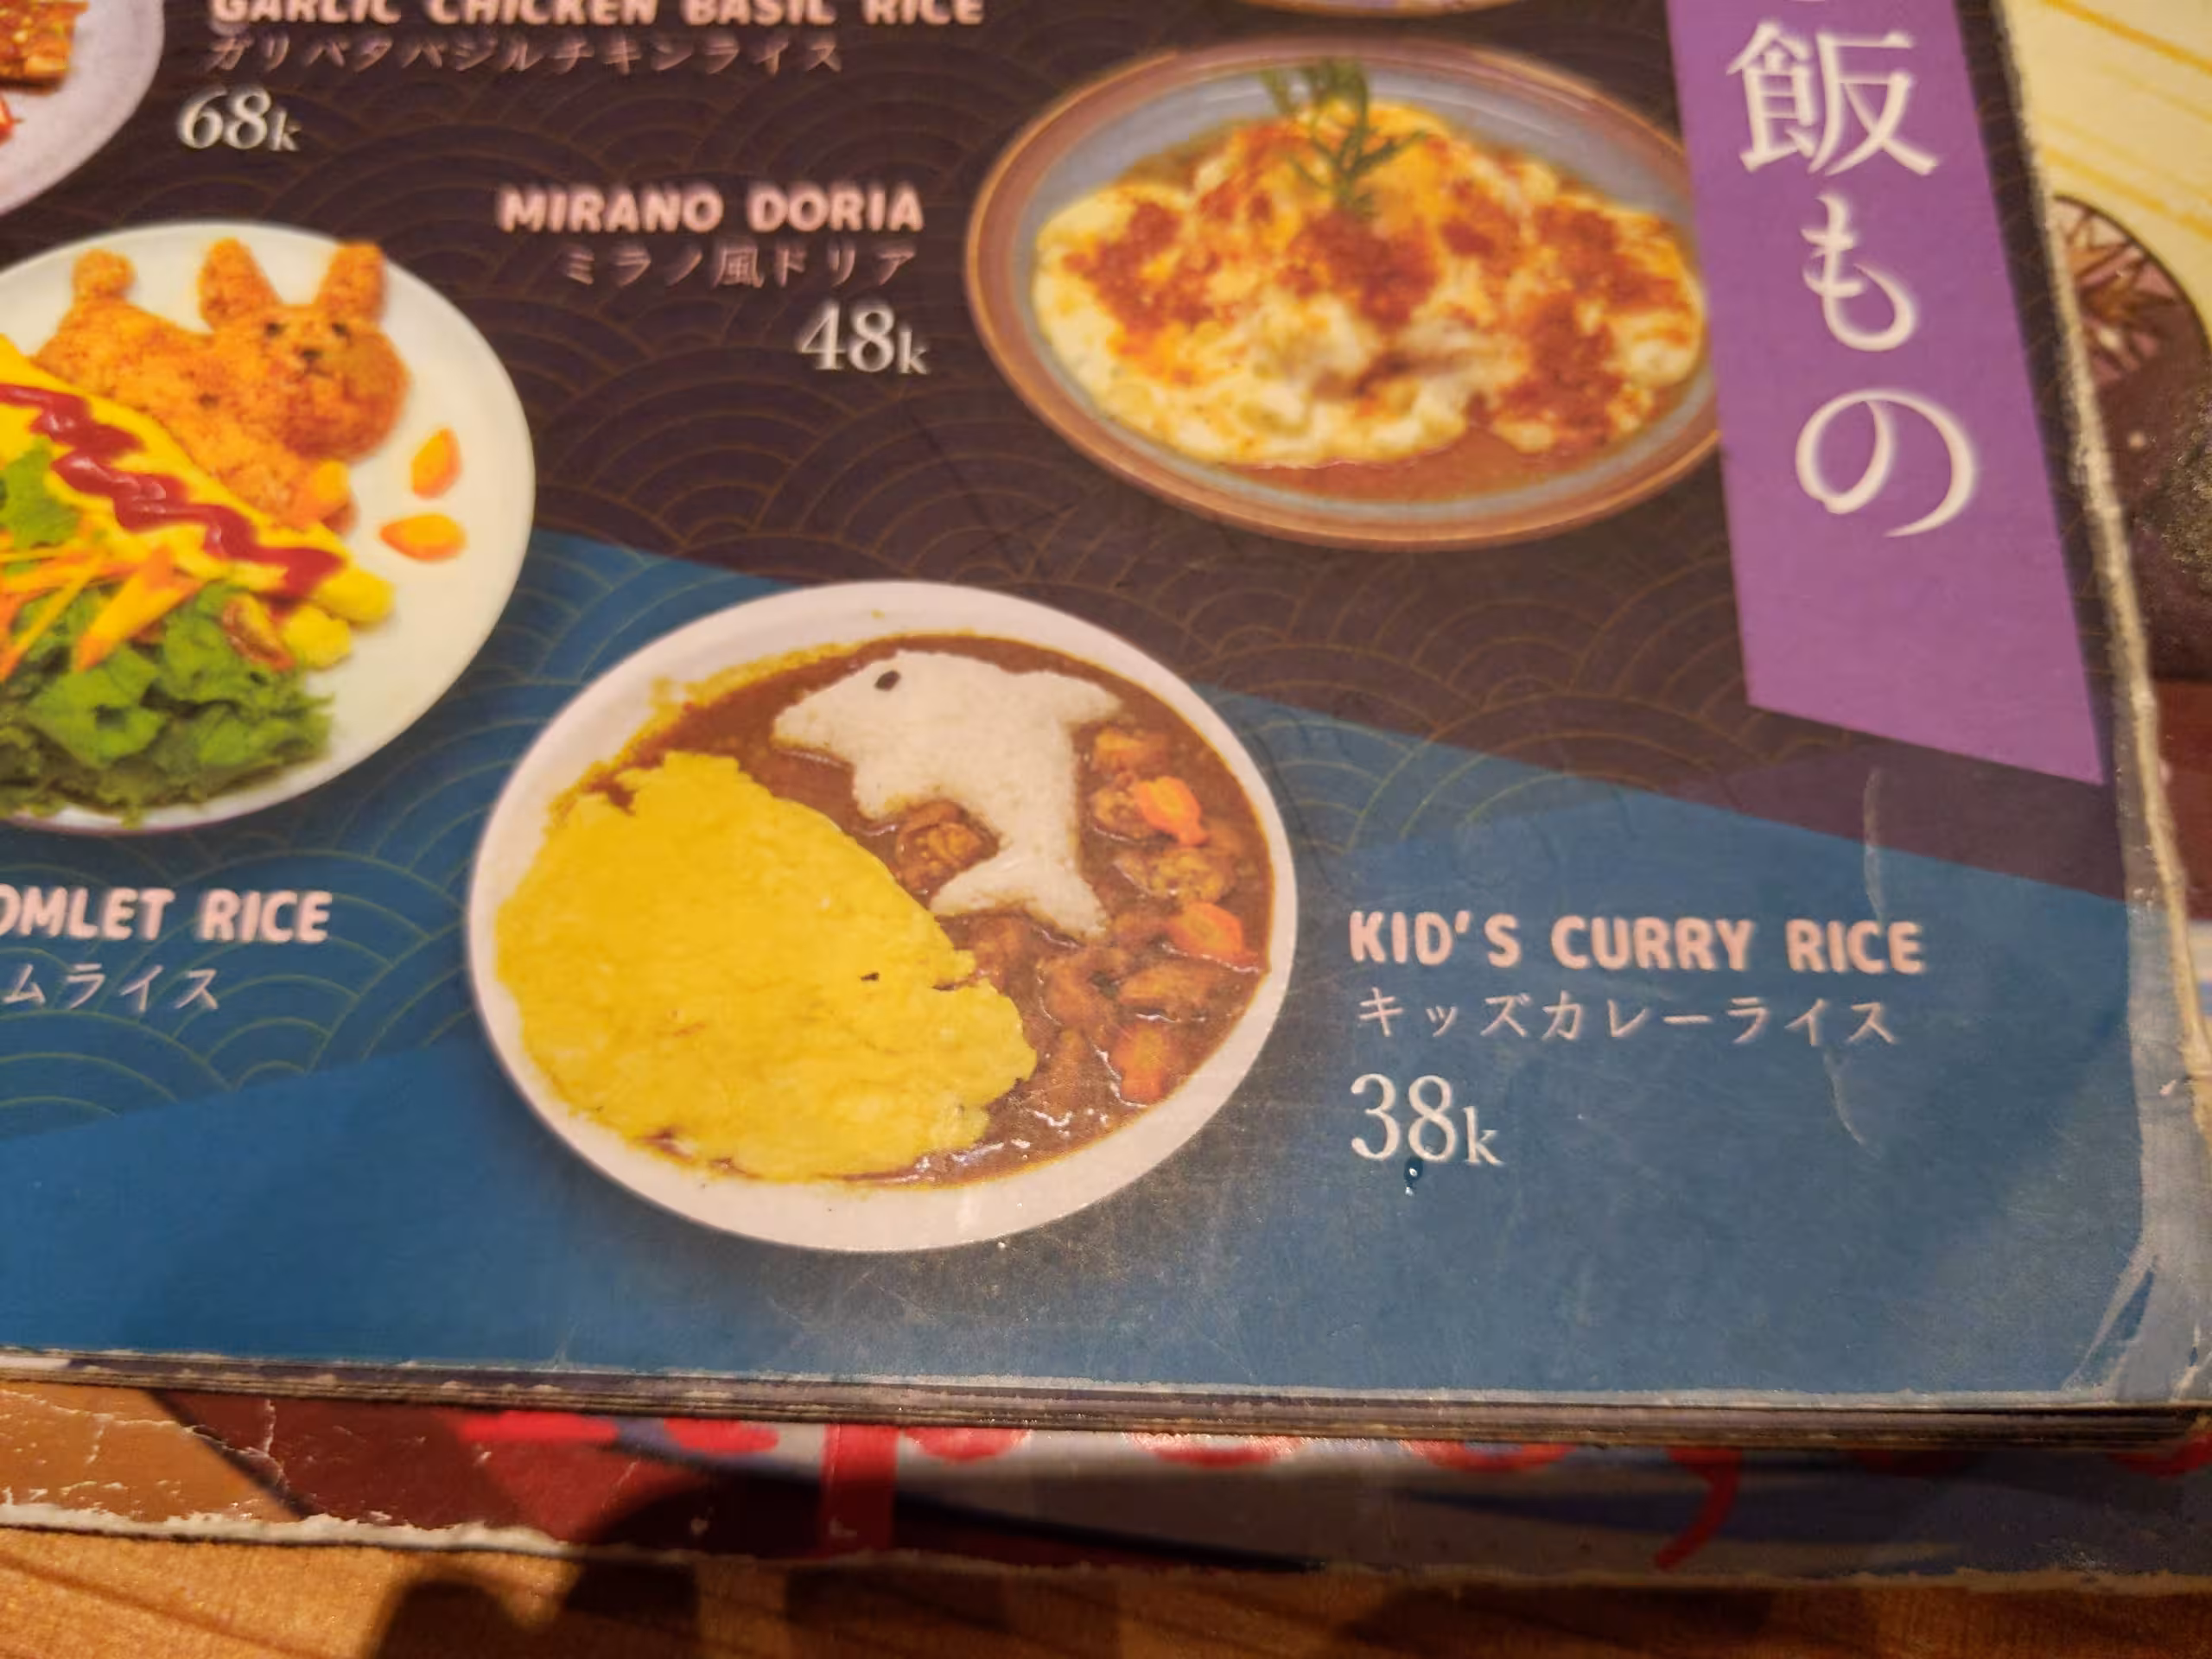 GARLIC CHICKEN BASIL RICE
ガリバタバジルチキンライス
68k
MIRANO DORIA
ミラノ風ドリア
48k
飯もの
OMLET RICE
ムライス
KID'S CURRY RICE
キッズカレーライス
38k